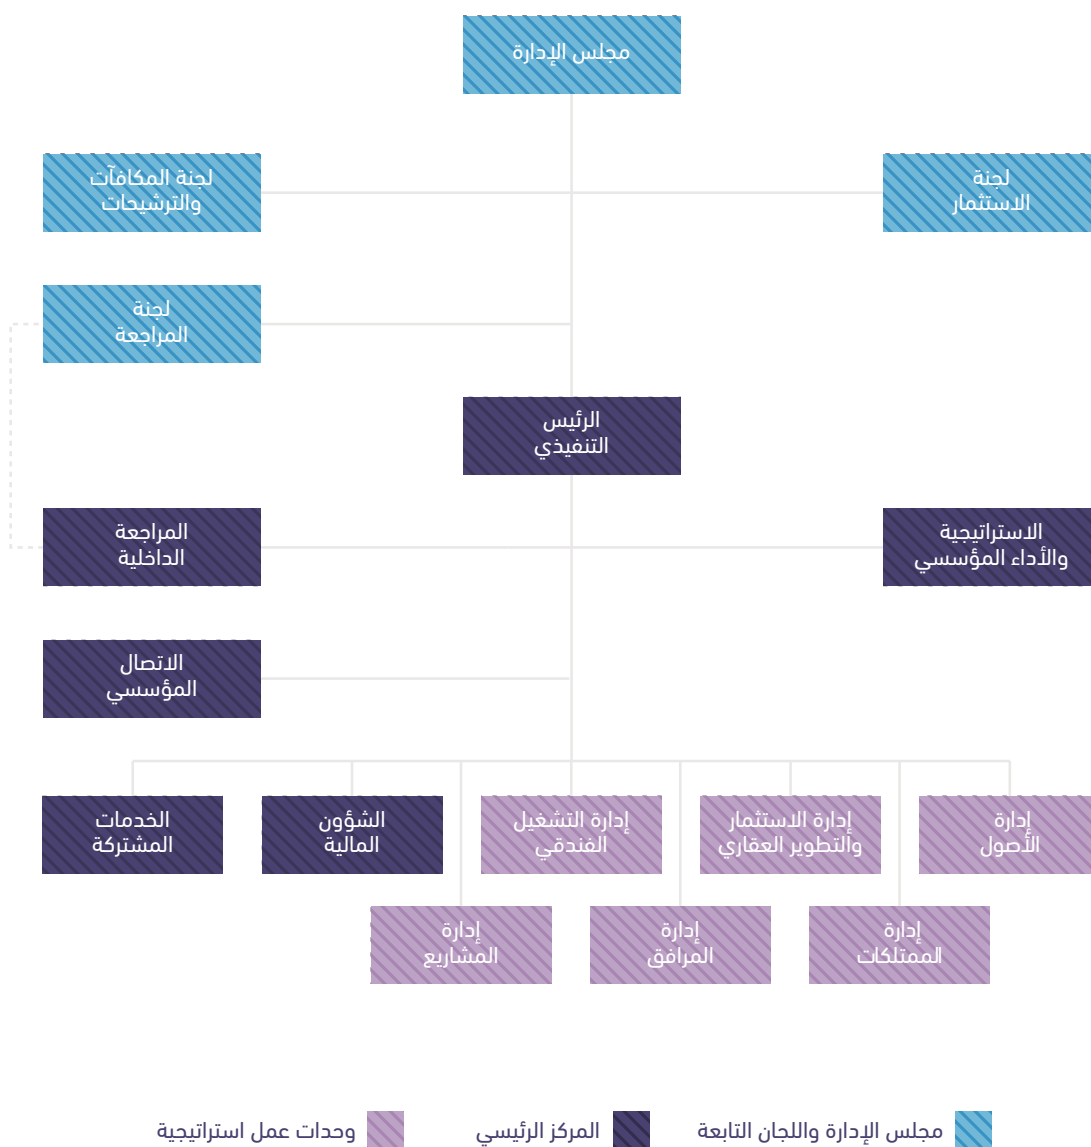 مجلس الإدارة
لجنة
الاستثمار
لجنة المكافآت
والترشيحات
لجنة
المراجعة
الرئيس
التنفيذي
الاستراتيجية
والأداء المؤسسي
المراجعة
الداخلية
الاتصال
المؤسسي
إدارة
الأصول
إدارة الاستثمار
والتطوير العقاري
إدارة التشغيل
الفندقي
الشؤون
المالية
الخدمات
المشتركة
إدارة
الممتلكات
إدارة
المرافق
إدارة
المشاريع
مجلس الإدارة واللجان التابعة
المركز الرئيسي
وحدات عمل استراتيجية